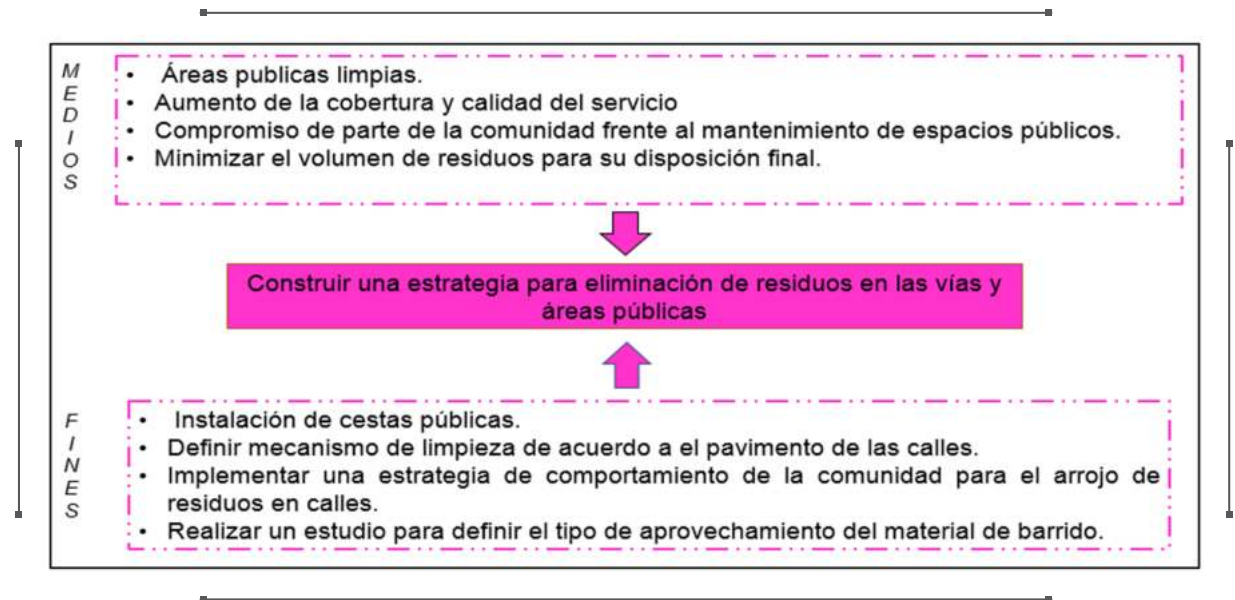 MEDIOS
• Áreas publicas limpias.
• Aumento de la cobertura y calidad del servicio
• Compromiso de parte de la comunidad frente al mantenimiento de espacios públicos.
• Minimizar el volumen de residuos para su disposición final.
Construir una estrategia para eliminación de residuos en las vías y
áreas públicas
FINES
• Instalación de cestas públicas.
• Definir mecanismo de limpieza de acuerdo a el pavimento de las calles.
• Implementar una estrategia de comportamiento de la comunidad para el arrojo de
residuos en calles.
• Realizar un estudio para definir el tipo de aprovechamiento del material de barrido.